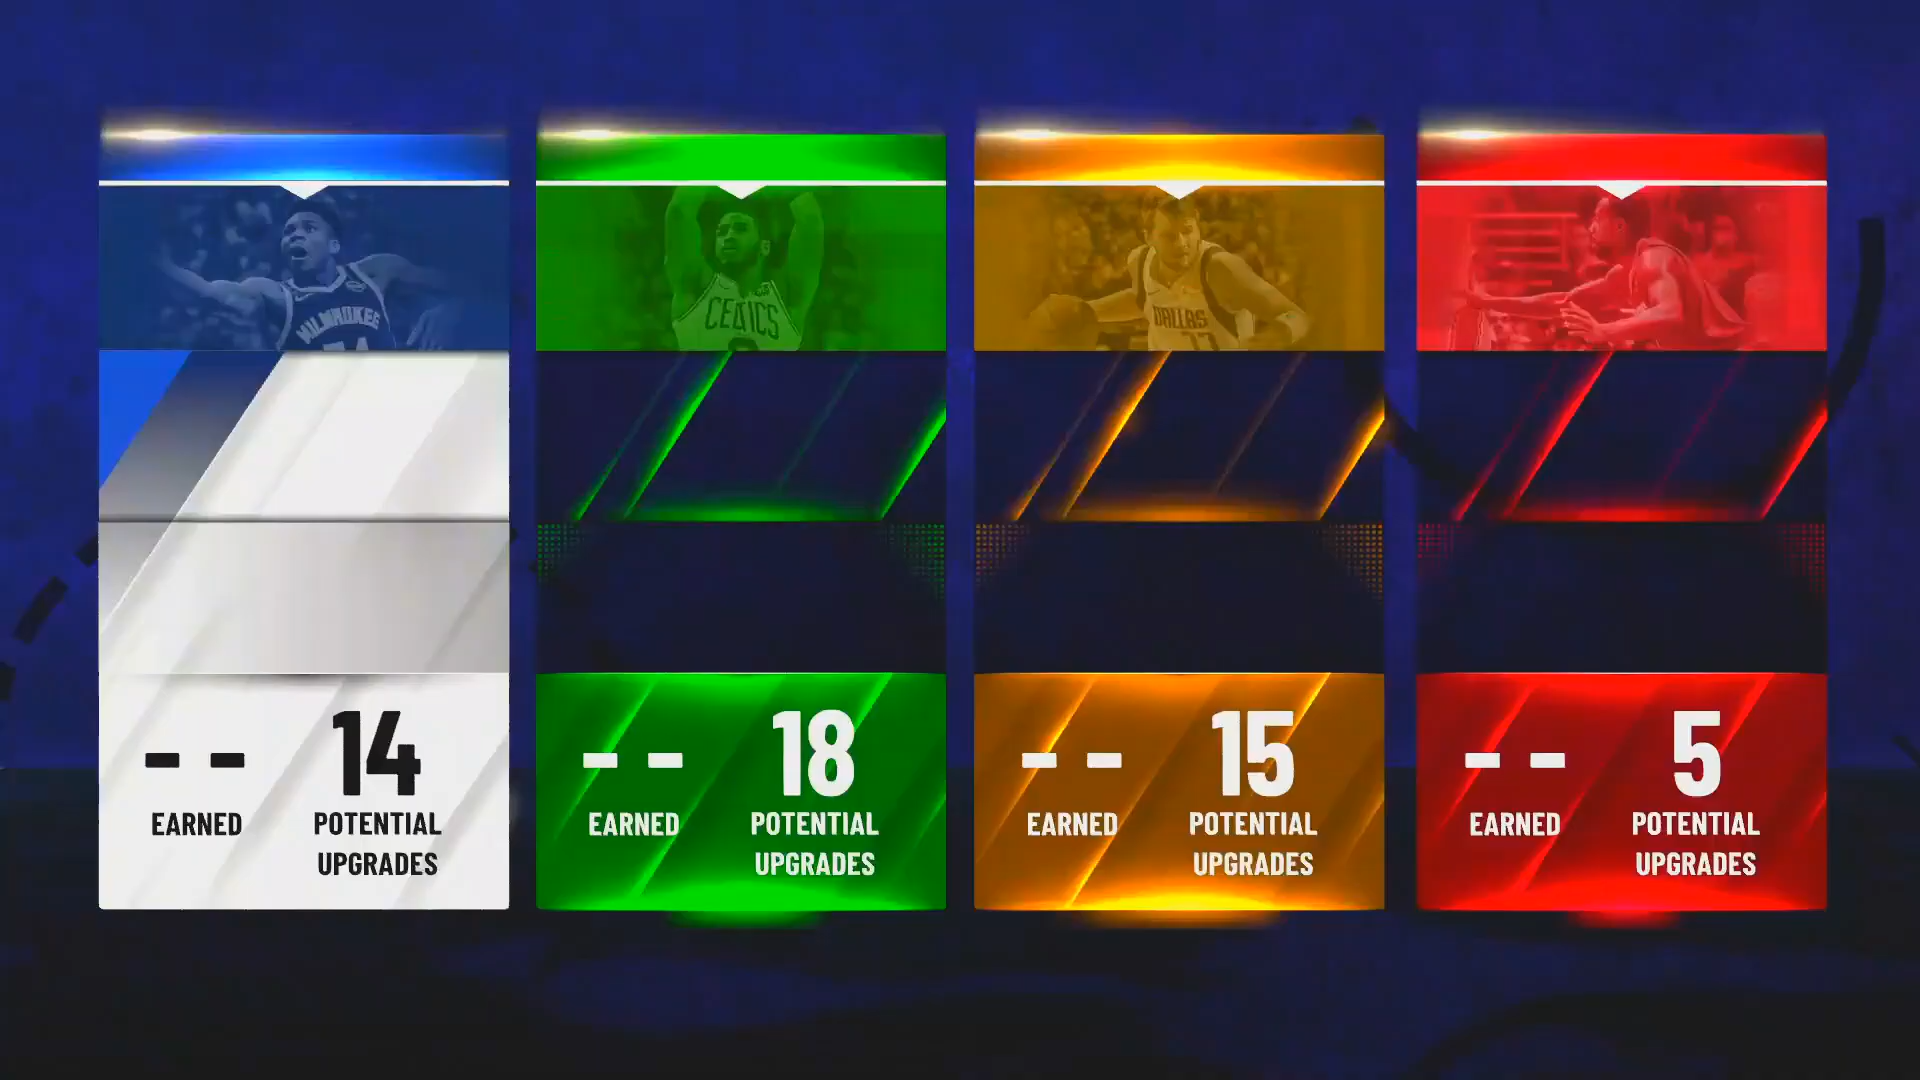 MILWAUKEE
CELTICS
DALLAS
-- 14
EARNED POTENTIAL
UPGRADES
-- 18
EARNED POTENTIAL
UPGRADES
-- 15
EARNED POTENTIAL
UPGRADES
-- 5
EARNED POTENTIAL
UPGRADES